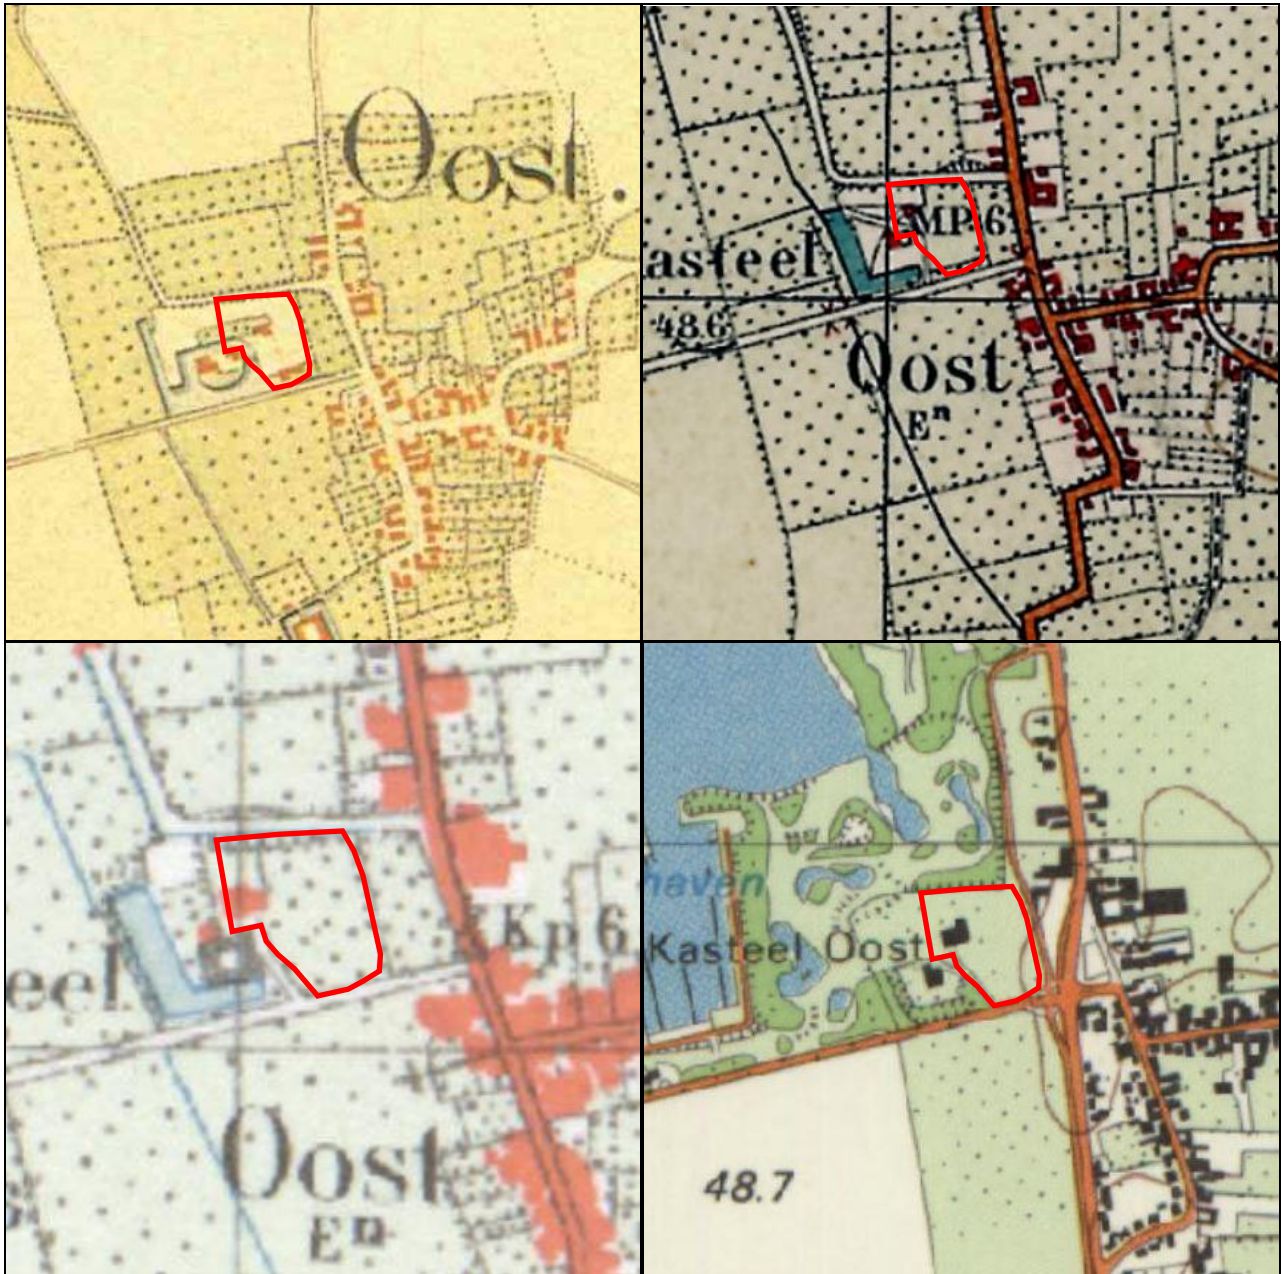 Oost.
MP.6
asteel
48.6
Oost
Eⁿ
Kp 6
eel
Oost
Eⁿ
haven
Kasteel Oost
48.7